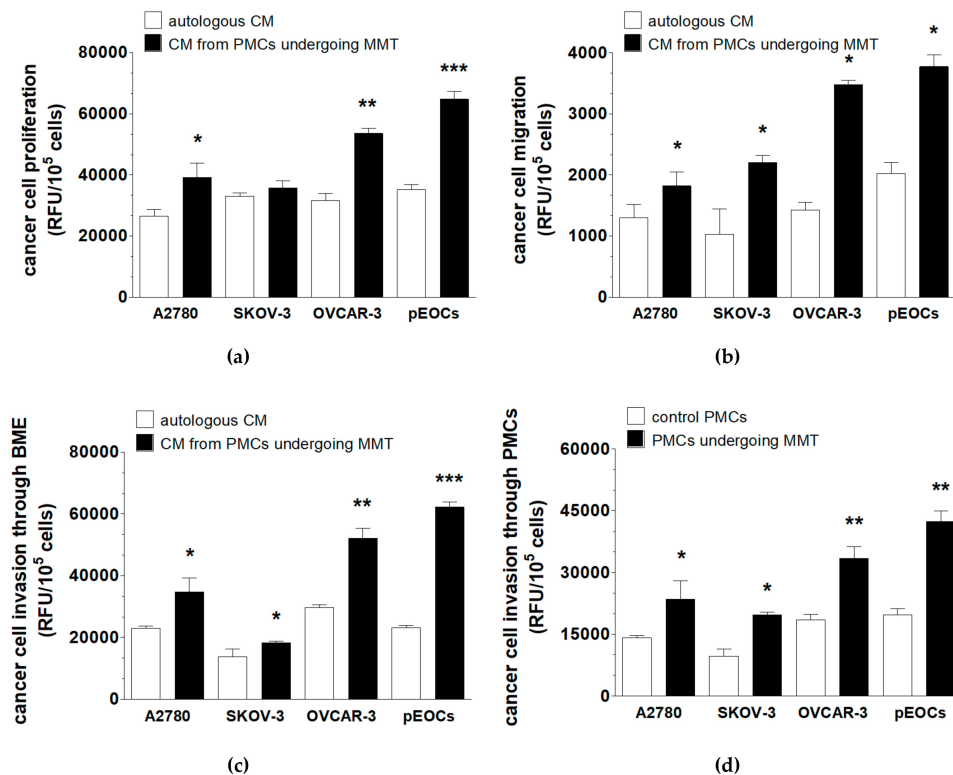 autologous CM
CM from PMCs undergoing MMT
cancer cell proliferation
(RFU/10⁵ cells)
80000
60000
40000
20000
0
*
**
***
A2780 SKOV-3 OVCAR-3 pEOCs
(a)
autologous CM
CM from PMCs undergoing MMT
cancer cell migration
(RFU/10⁵ cells)
4000
3000
2000
1000
0
*
*
*
*
A2780 SKOV-3 OVCAR-3 pEOCs
(b)
autologous CM
CM from PMCs undergoing MMT
cancer cell invasion through BME
(RFU/10⁵ cells)
80000
60000
40000
20000
0
*
*
**
***
A2780 SKOV-3 OVCAR-3 pEOCs
(c)
control PMCs
PMCs undergoing MMT
cancer cell invasion through PMCs
(RFU/10⁵ cells)
60000
45000
30000
15000
0
*
*
**
**
A2780 SKOV-3 OVCAR-3 pEOCs
(d)